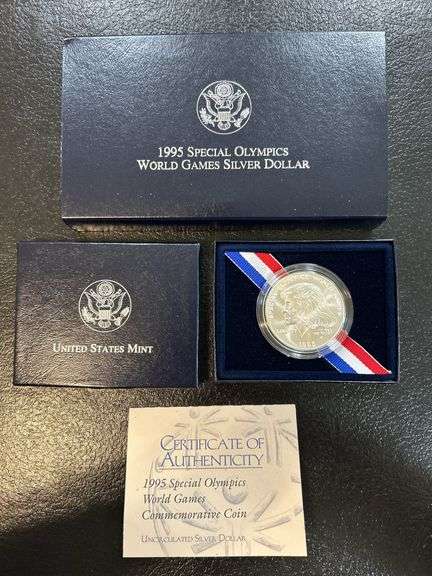 1995 SPECIAL OLYMPICS
WORLD GAMES SILVER DOLLAR
UNITED STATES MINT
1995
CERTIFICATE OF
AUTHENTICITY
1995 Special Olympics
World Games
Commemorative Coin
UNCIRCULATED SILVER DOLLAR